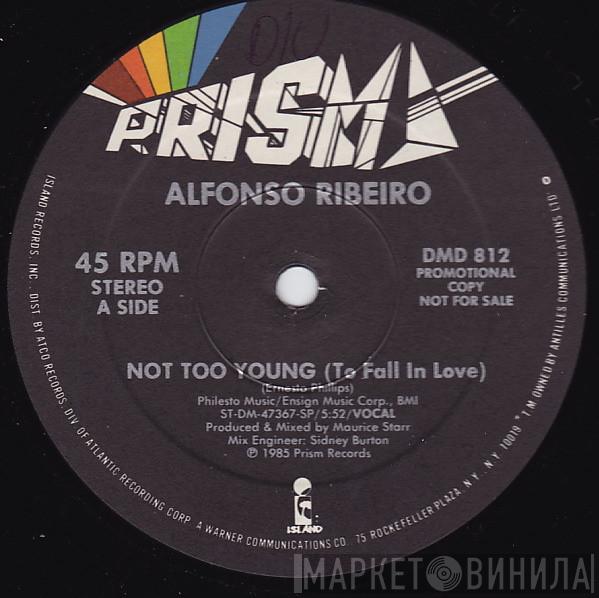 PRISM
ALFONSO RIBEIRO
45 RPM
STEREO
A SIDE
DMD 812
PROMOTIONAL
COPY
NOT FOR SALE
NOT TOO YOUNG (To Fall In Love)
(Ernesto Phillips)
Philesto Music/Ensign Music Corp., BMI
ST-DM-47367-SP/5:52/VOCAL
Produced & Mixed by Maurice Starr
Mix Engineer: Sidney Burton
℗ 1985 Prism Records
ISLAND
ISLAND RECORDS, INC., DIST. BY ATCO RECORDS, DIV. OF ATLANTIC RECORDING CORP. A WARNER COMMUNICATIONS CO. 75 ROCKEFELLER PLAZA, N.Y., N.Y. 10019 * T.M. OWNED BY ANTILLES COMMUNICATIONS LTD.
МАРКЕТ ВИНИЛА